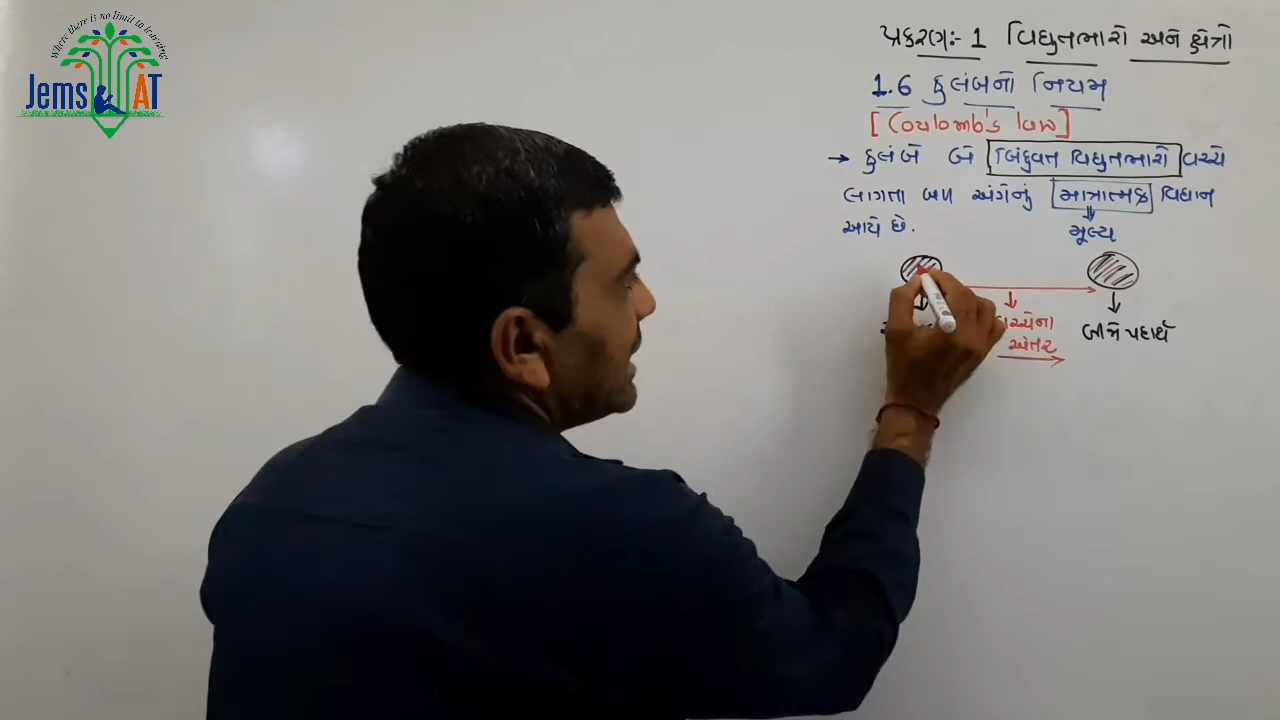 Where there is no limit to learning
Jems & AT
પ્રકરણ:- 1 વિદ્યુતભારો અને ક્ષેત્રો
1.6 કુલંબનો નિયમ
[Coulomb's law]
→ કુલંબે બે બિંદુવત વિદ્યુતભારો વચ્ચે
લાગતા બળ અંગેનું માત્રાત્મક વિધાન
આપે છે.
મૂલ્ય
અંતર
બીજો પદાર્થ